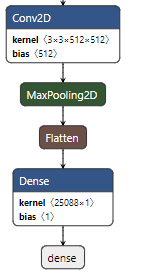 Conv2D
kernel ⟨3×3×512×512⟩
bias ⟨512⟩
MaxPooling2D
Flatten
Dense
kernel ⟨25088×1⟩
bias ⟨1⟩
dense